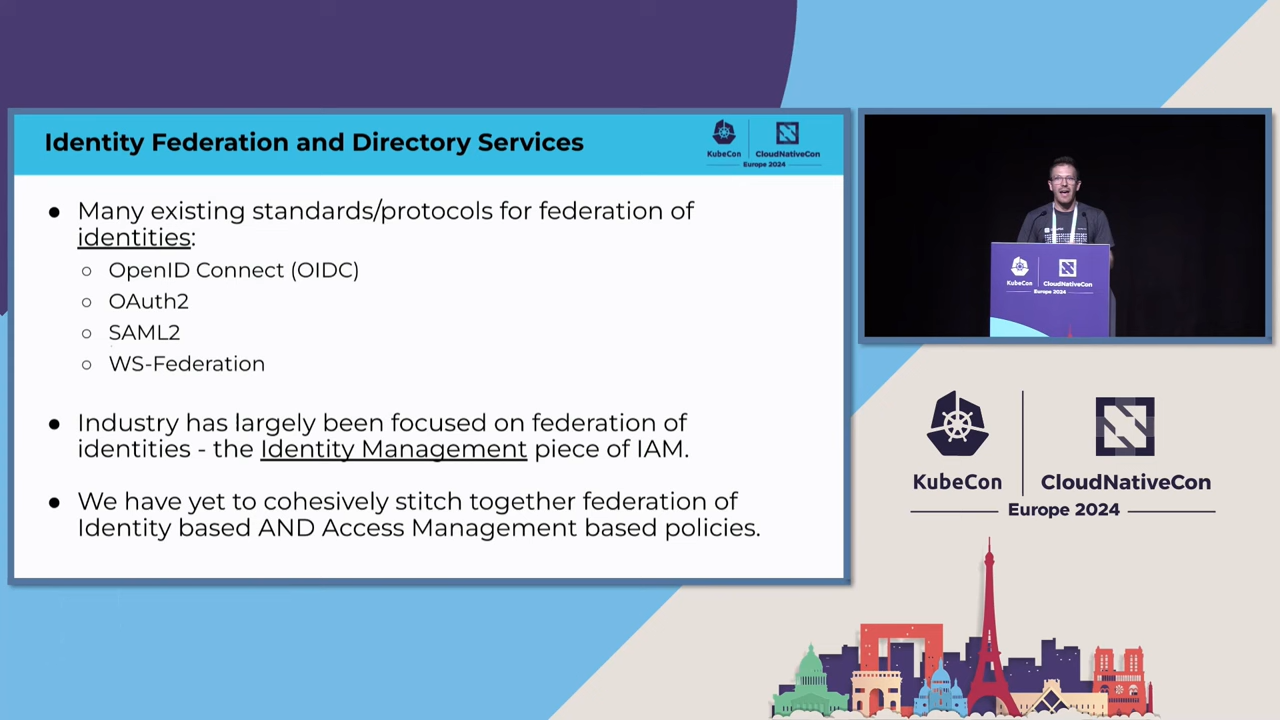 Identity Federation and Directory Services
KubeCon
CloudNativeCon
Europe 2024
● Many existing standards/protocols for federation of
identities:
○ OpenID Connect (OIDC)
○ OAuth2
○ SAML2
○ WS-Federation
● Industry has largely been focused on federation of
identities - the Identity Management piece of IAM.
● We have yet to cohesively stitch together federation of
Identity based AND Access Management based policies.
KubeCon
CloudNativeCon
Europe 2024
KubeCon
CloudNativeCon
Europe 2024